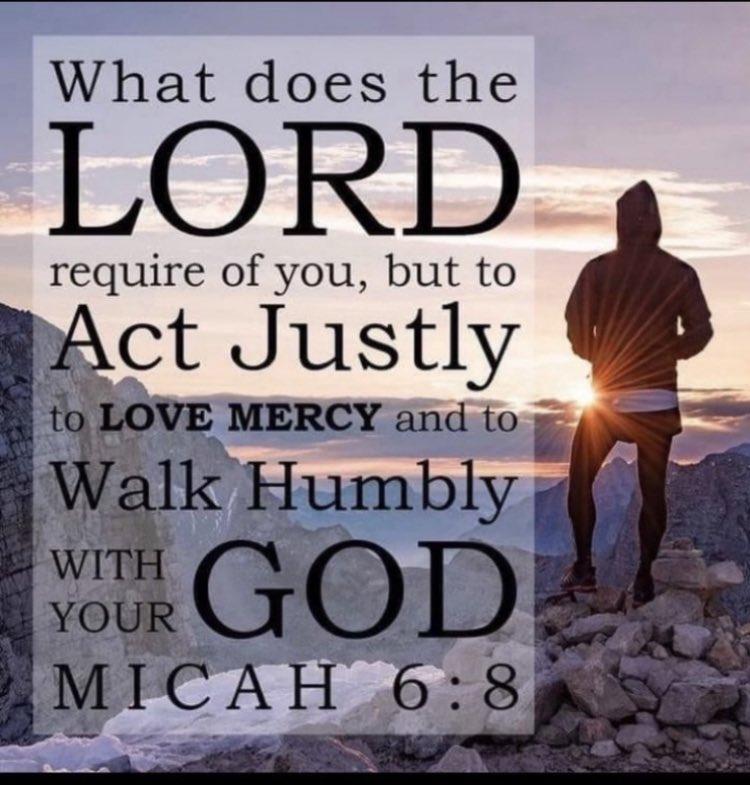 What does the
LORD
require of you, but to
Act Justly
to LOVE MERCY and to
Walk Humbly
WITH YOUR GOD
MICAH 6:8